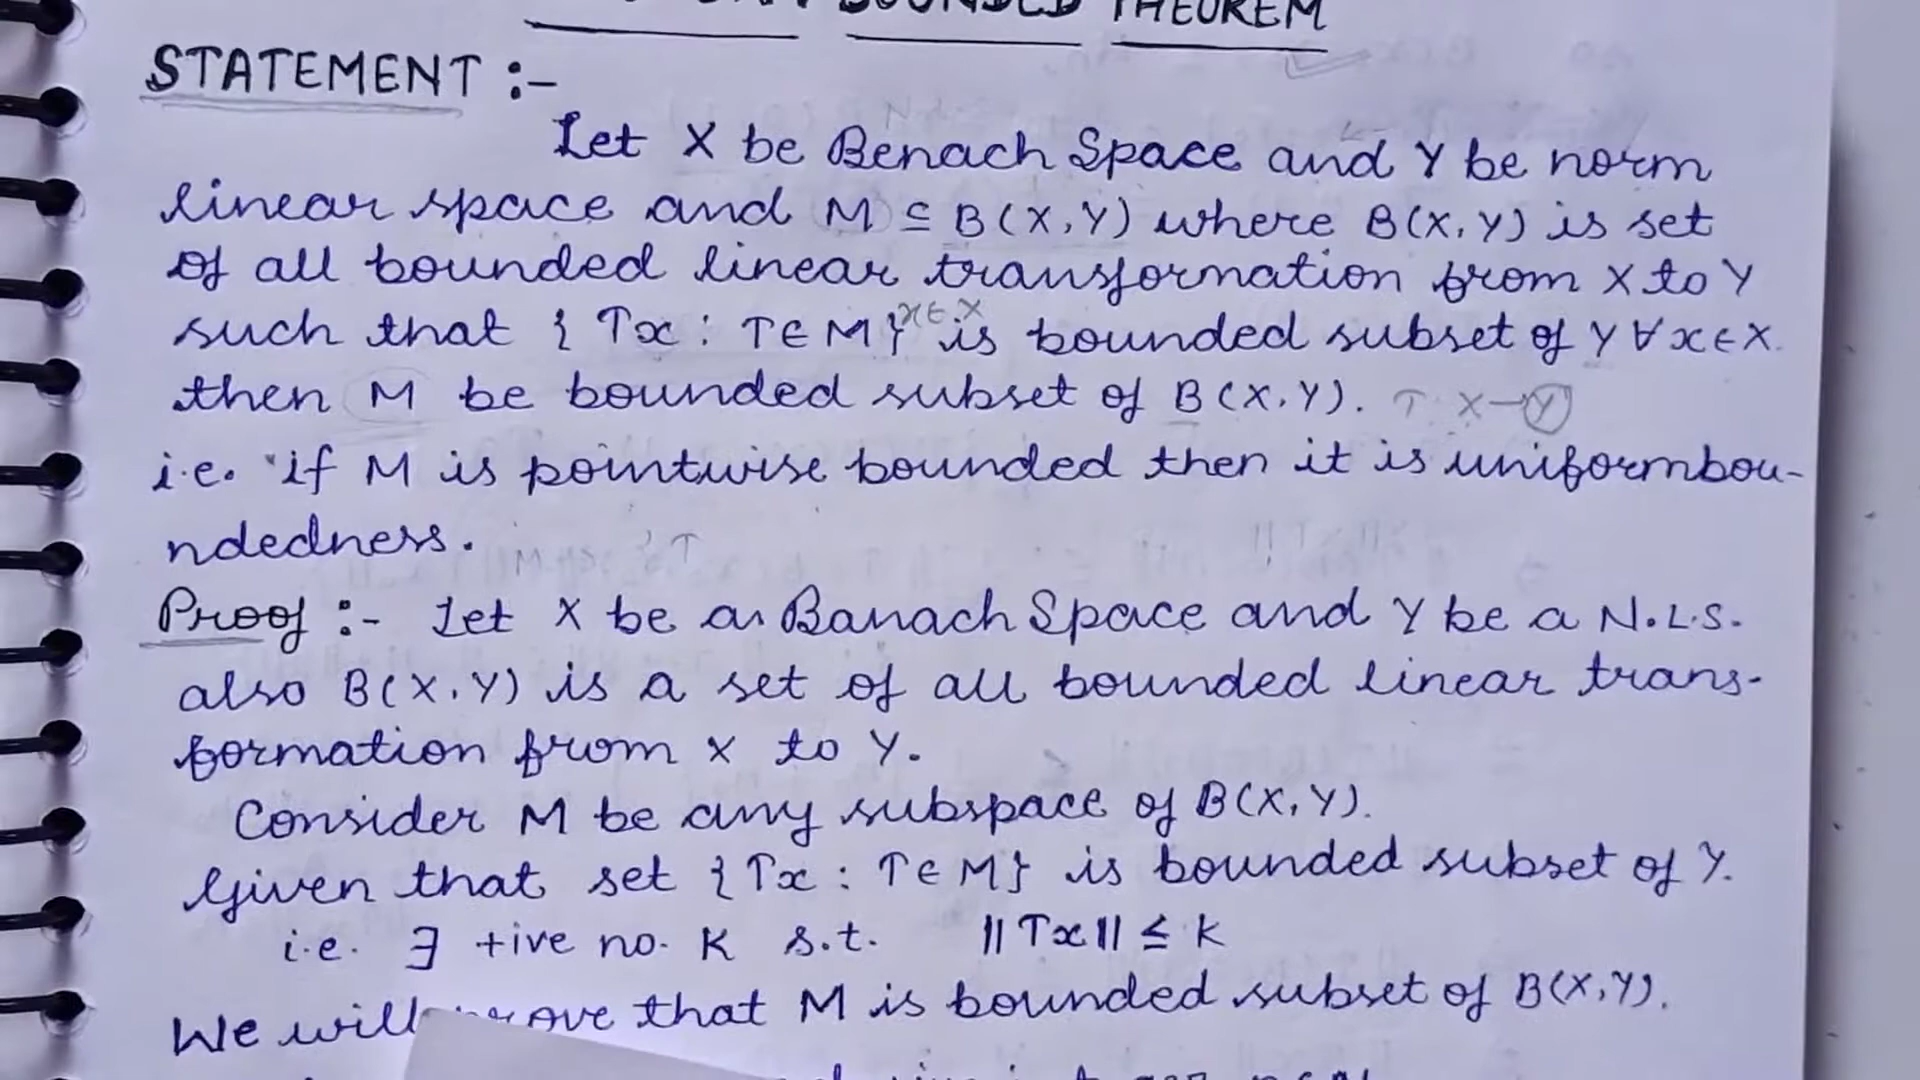 BOUNDED THEOREM
STATEMENT :-
Let X be Benach Space and Y be norm
linear space and M ⊆ B(X,Y) where B(X,Y) is set
of all bounded linear transformation from X to Y
such that { Tx : T∈M} x∈X is bounded subset of Y ∀ x∈X.
then M be bounded subset of B(X,Y). T X→Y
i.e. if M is pointwise bounded then it is uniformbou-
ndedness.
Proof :- Let X be a Banach Space and Y be a N.L.S.
also B(X,Y) is a set of all bounded linear trans-
formation from X to Y.
Consider M be any subspace of B(X,Y).
Given that set {Tx : T∈M} is bounded subset of Y.
i.e. ∃ +ive no. K s.t. ||Tx|| ≤ K
We will prove that M is bounded subset of B(X,Y).